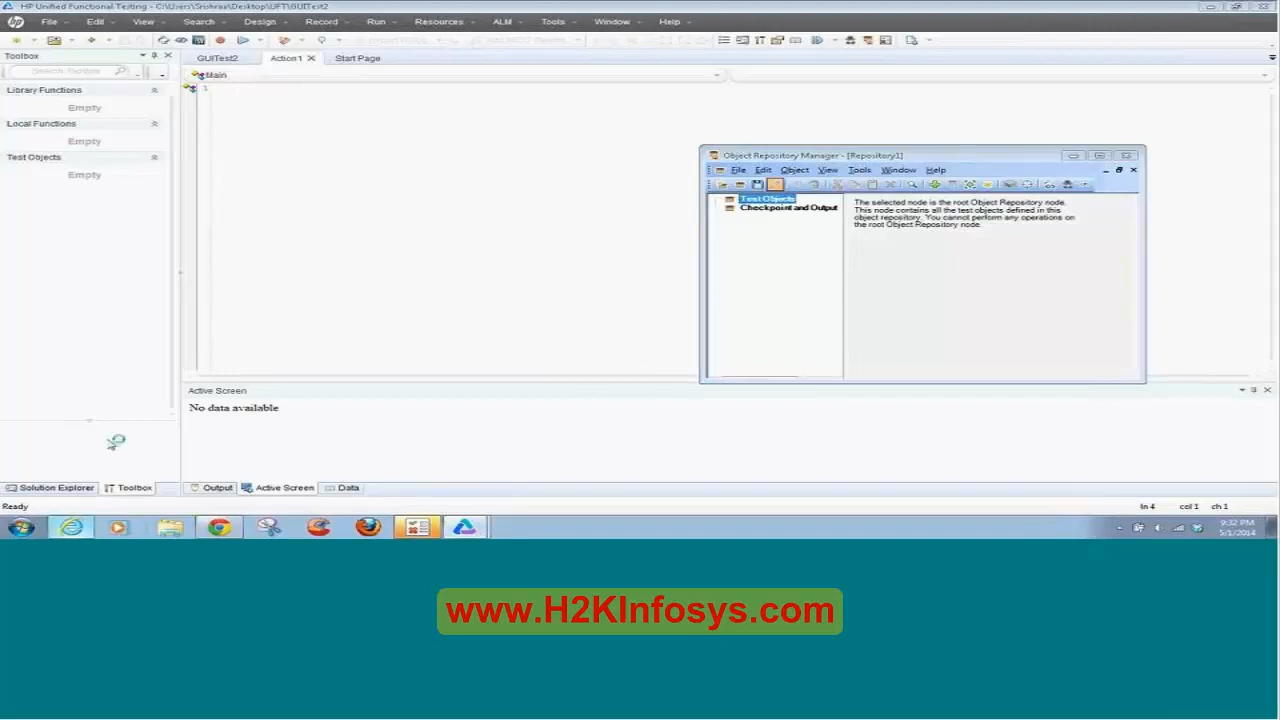 HP Unified Functional Testing - C:\Users\Srishraa\Desktop\UFT\GUITest2
File Edit View Search Design Record Run Resources ALM Tools Window Help
Toolbox
GUITest2 Action1 Start Page
Main
Library Functions
Empty
Local Functions
Empty
Test Objects
Empty
1
Object Repository Manager - [Repository1]
File Edit Object View Tools Window Help
Test Objects
Checkpoint and Output
The selected node is the root Object Repository node.
This node contains all the test objects defined in this
object repository. You cannot perform any operations on
the root Object Repository node.
Active Screen
No data available
Solution Explorer Toolbox Output Active Screen Data
Ready ln 4 col 1 ch 1
9:32 PM
5/1/2014
www.H2KInfosys.com